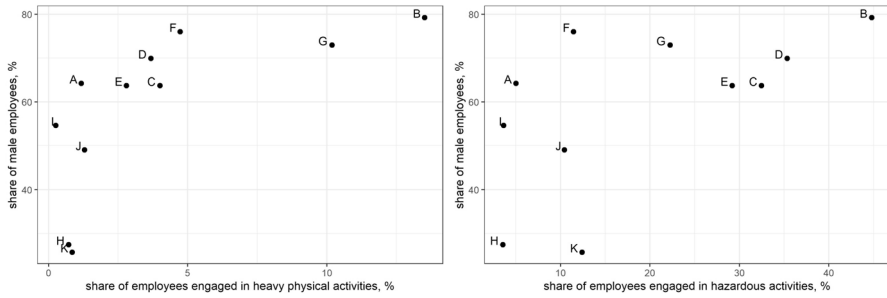 80
60
40
share of male employees, %
B
F
G
D
A
E
C
I
J
H
K
0
5
10
share of employees engaged in heavy physical activities, %
80
60
40
share of male employees, %
B
F
G
D
A
E
C
I
J
H
K
10
20
30
40
share of employees engaged in hazardous activities, %